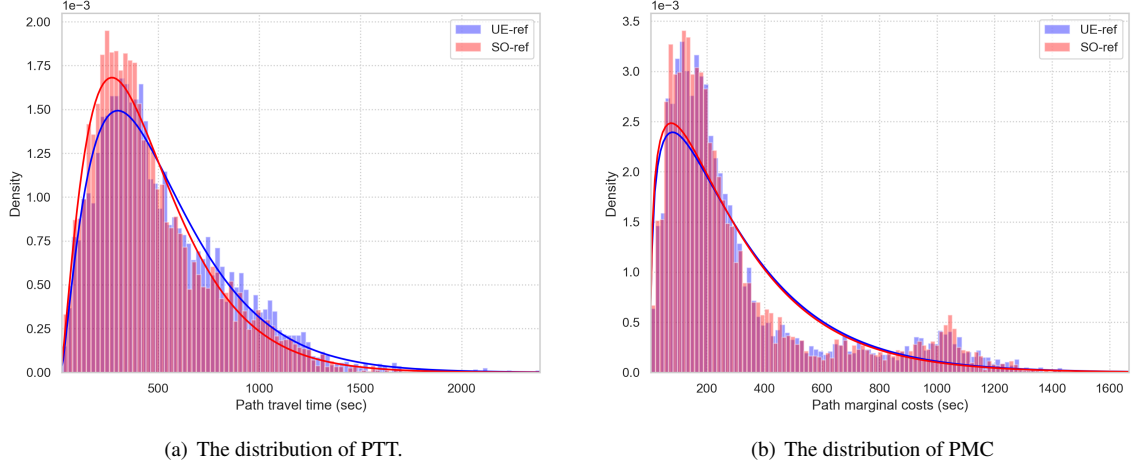 1e−3
2.00
1.75
1.50
1.25
1.00
0.75
0.50
0.25
0.00
Density
UE-ref
SO-ref
500
1000
1500
2000
Path travel time (sec)
(a) The distribution of PTT.
1e−3
3.5
3.0
2.5
2.0
1.5
1.0
0.5
0.0
Density
UE-ref
SO-ref
200
400
600
800
1000
1200
1400
1600
Path marginal costs (sec)
(b) The distribution of PMC